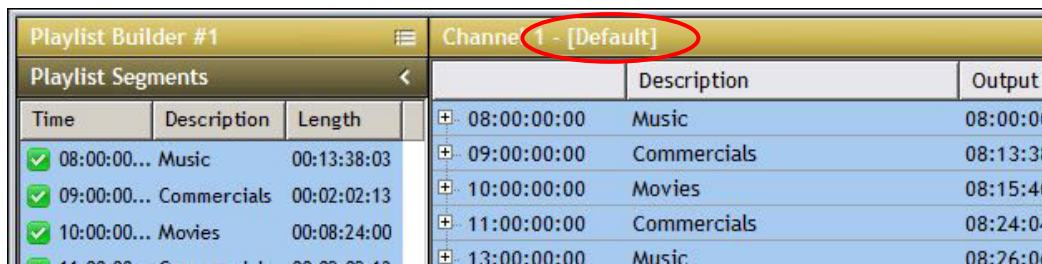 Playlist Builder #1
Channel 1 - [Default]
Playlist Segments
Time Description Length
08:00:00... Music 00:13:38:03
09:00:00... Commercials 00:02:02:13
10:00:00... Movies 00:08:24:00
Description Output
08:00:00:00 Music 08:00:0
09:00:00:00 Commercials 08:13:3
10:00:00:00 Movies 08:15:4
11:00:00:00 Commercials 08:24:0
13:00:00:00 Music 08:26:0